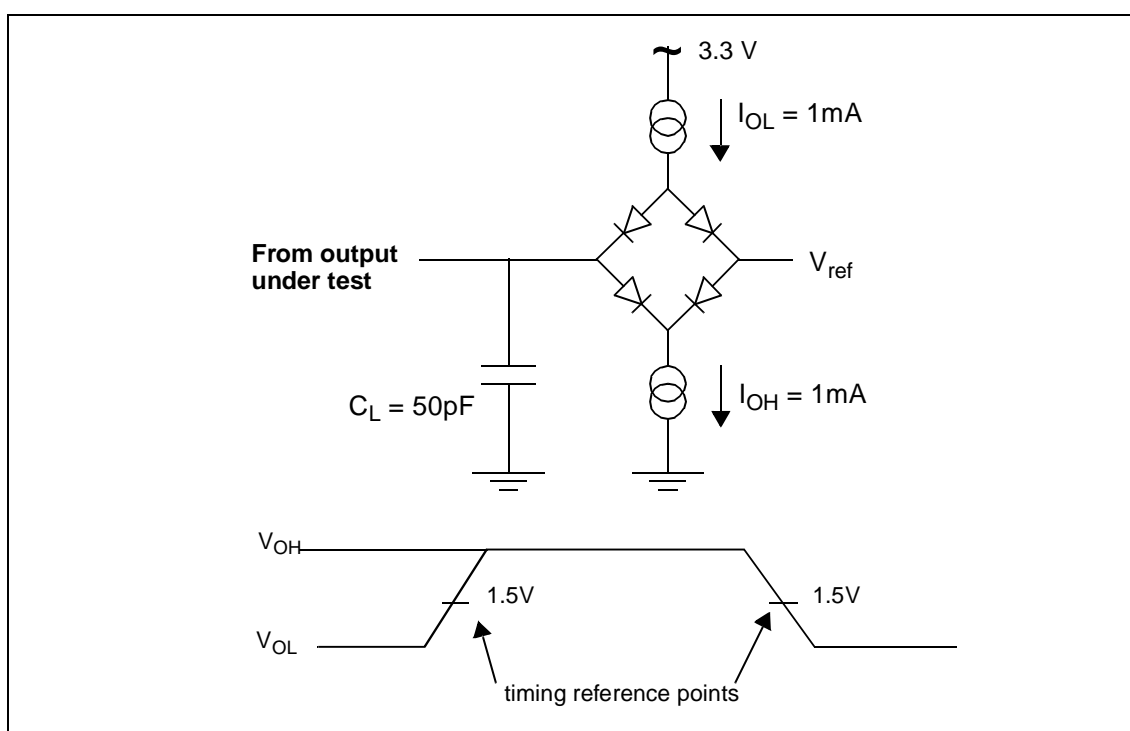 3.3 V
I_OL = 1mA
From output
under test
V_ref
C_L = 50pF
I_OH = 1mA
V_OH
1.5V
1.5V
V_OL
timing reference points